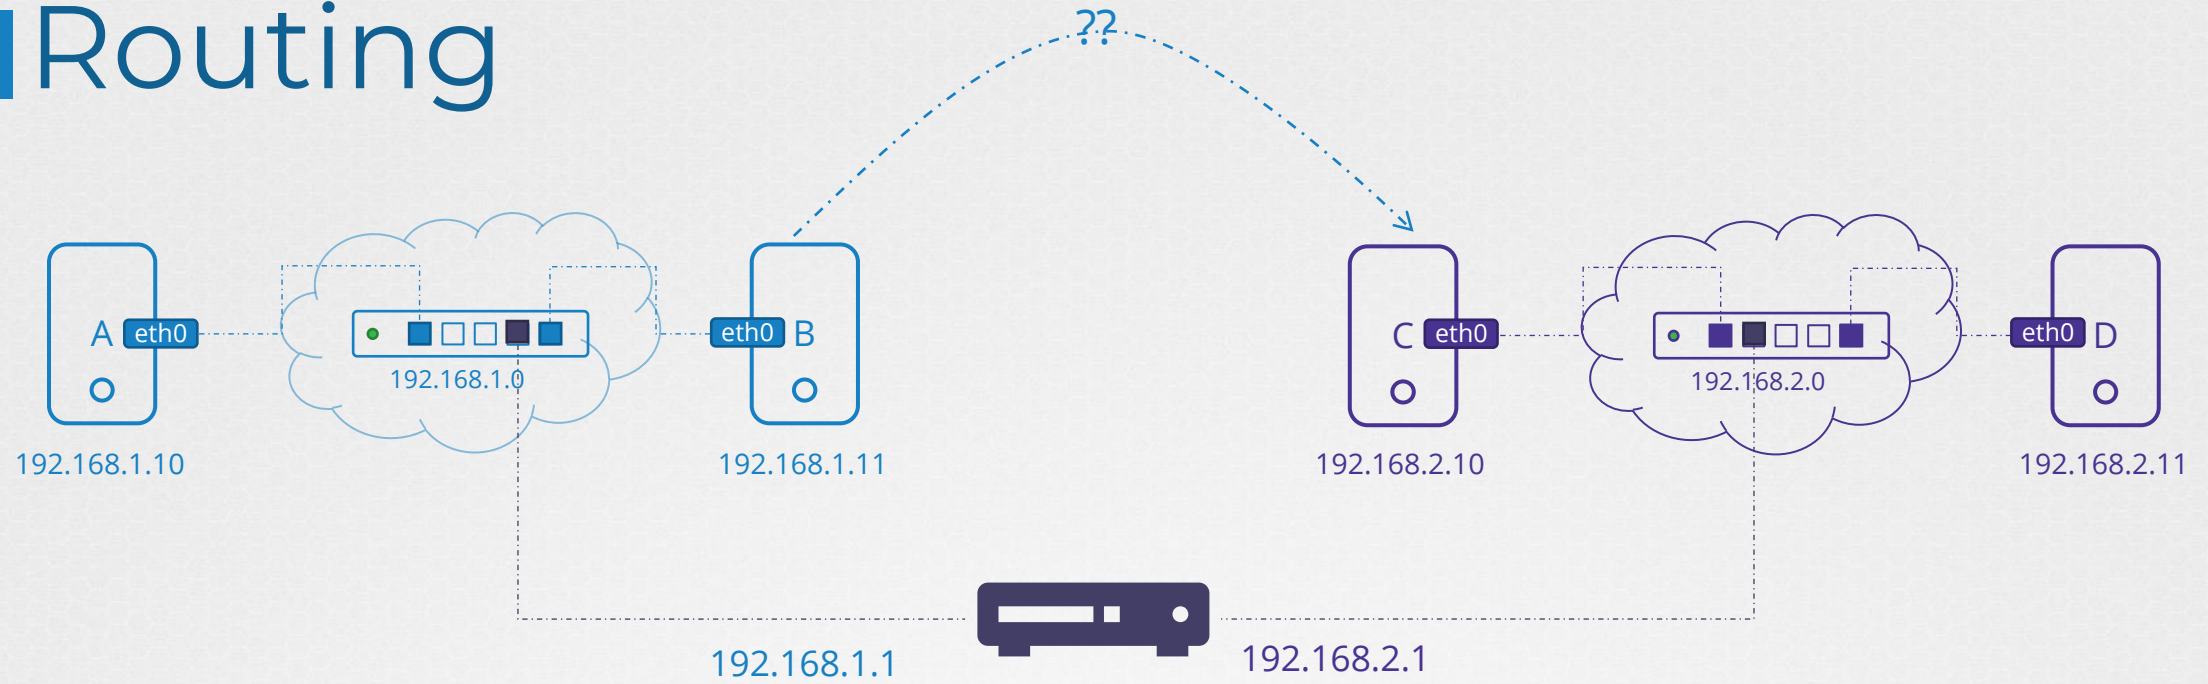 Routing
??
A
eth0
192.168.1.0
eth0
B
C
eth0
192.168.2.0
eth0
D
192.168.1.10
192.168.1.11
192.168.2.10
192.168.2.11
192.168.1.1
192.168.2.1